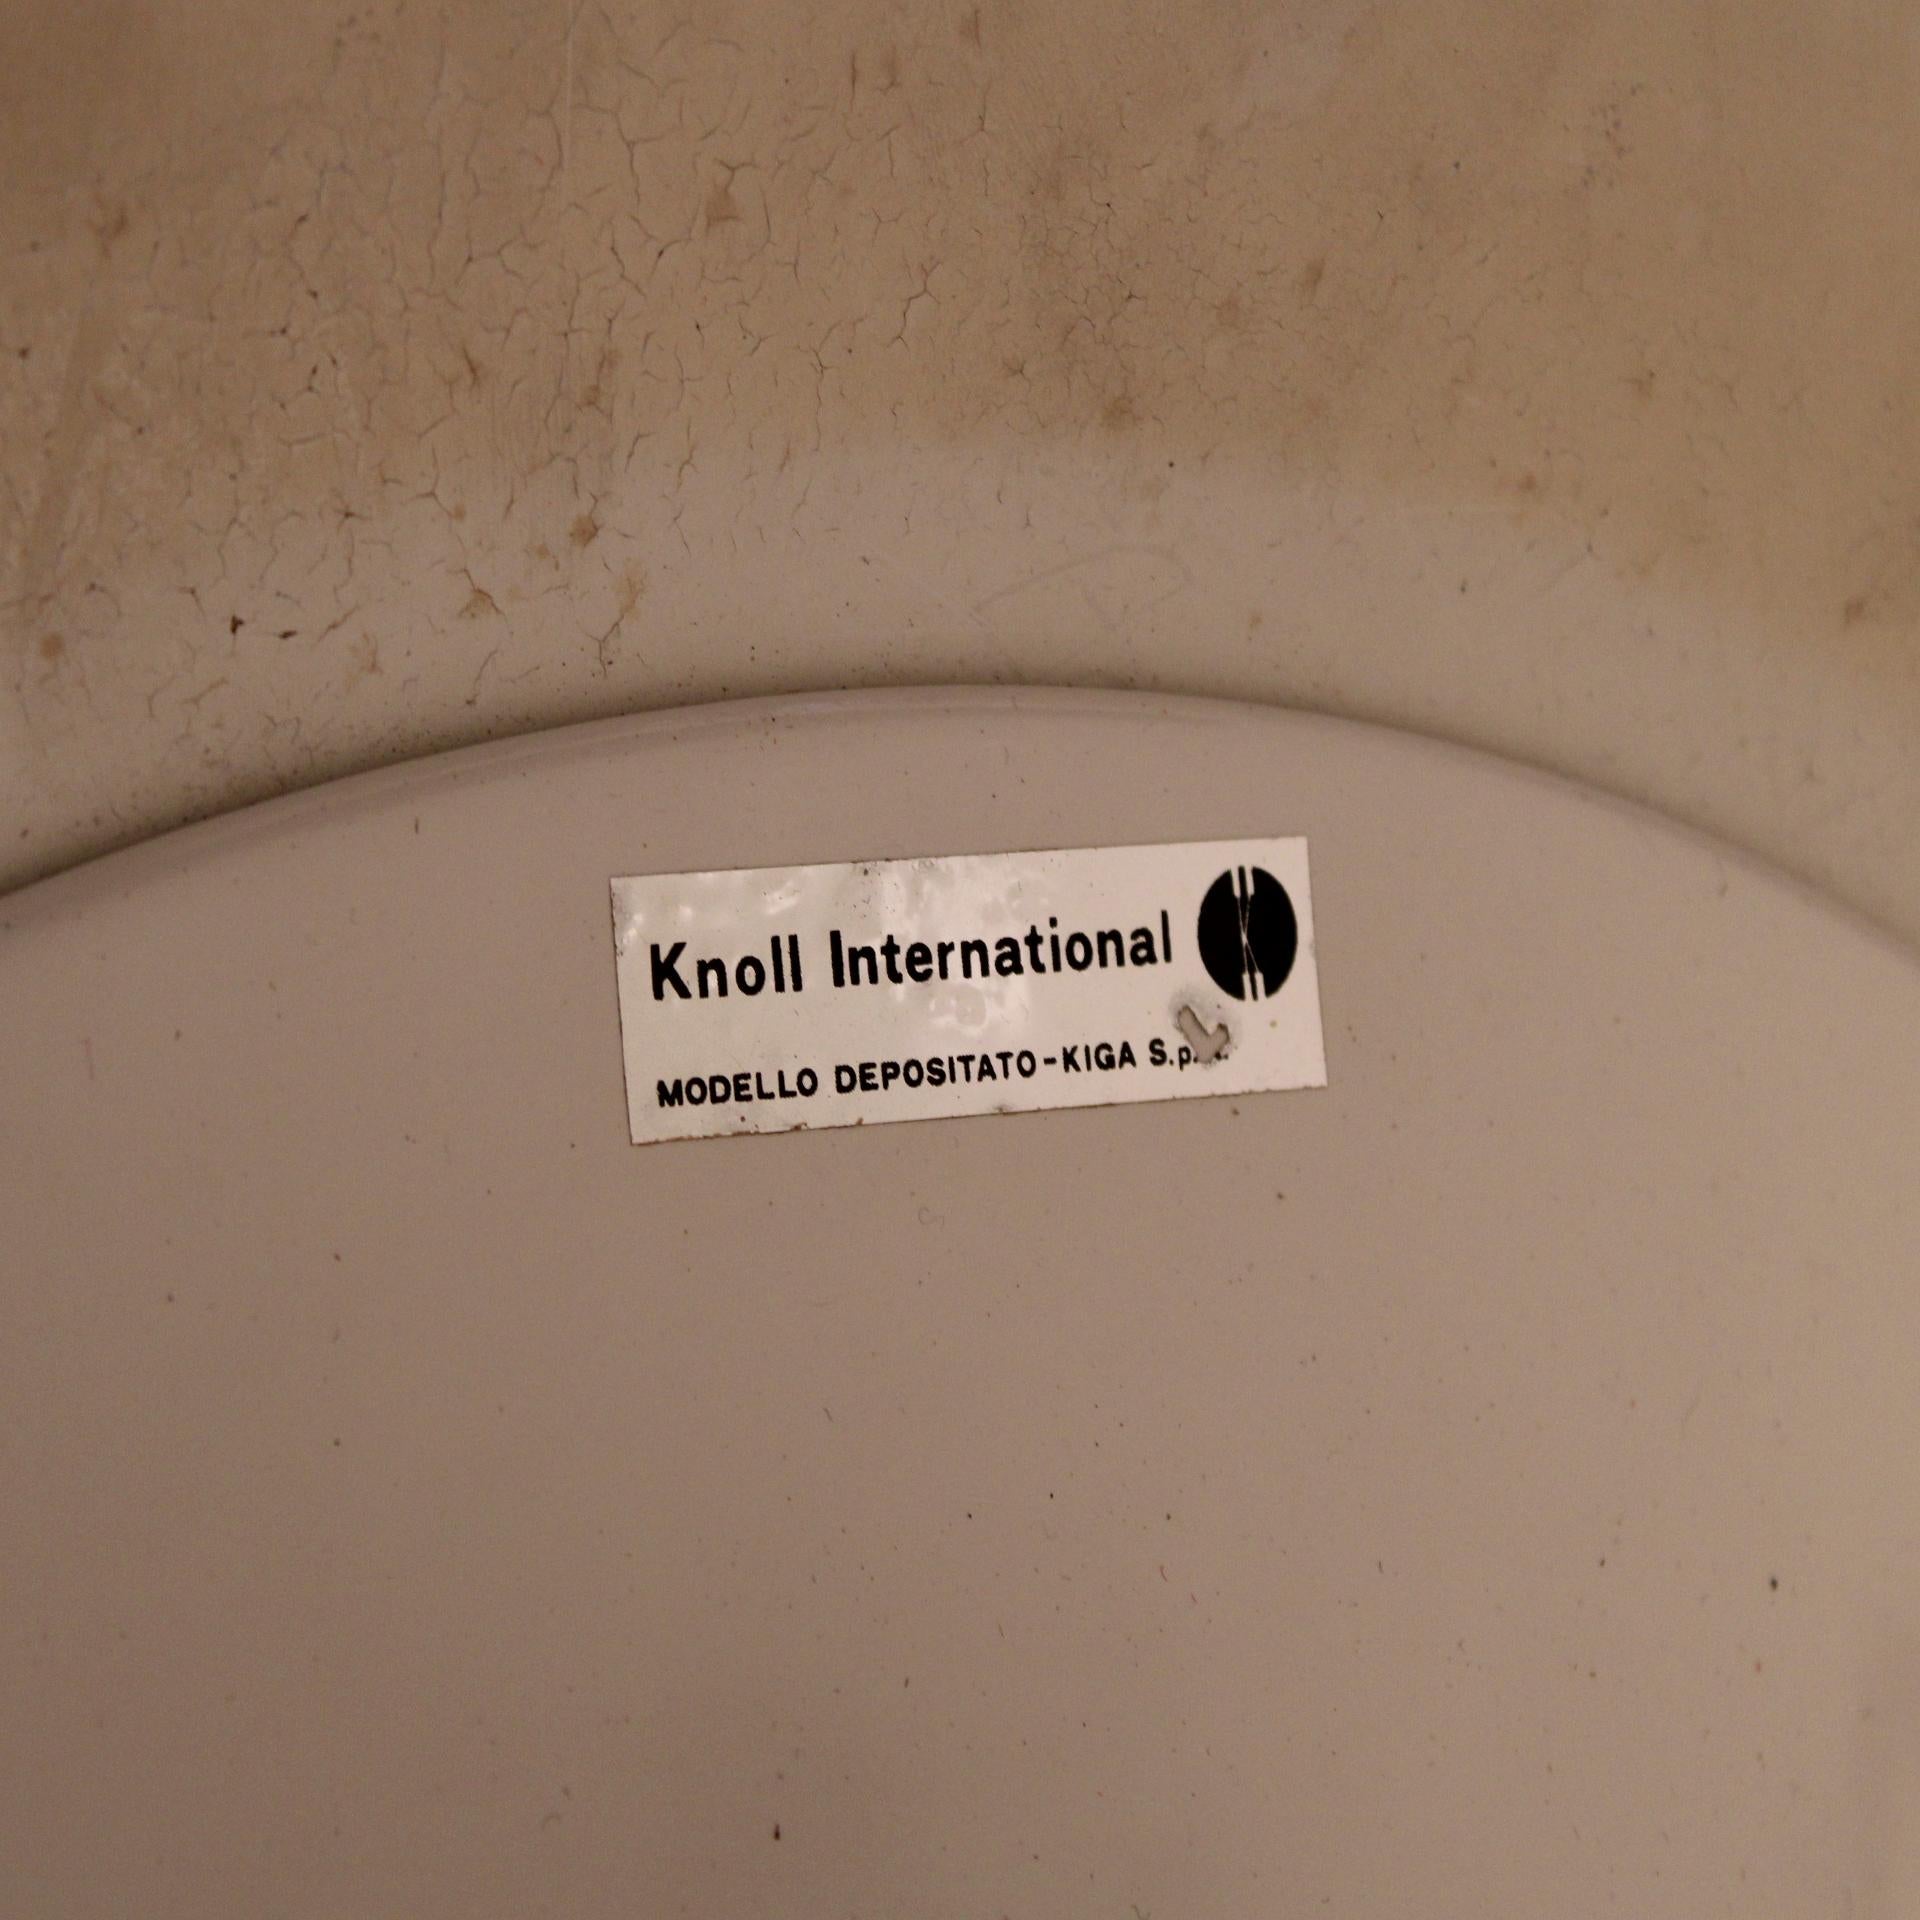 Knoll International
MODELLO DEPOSITATO-KIGA